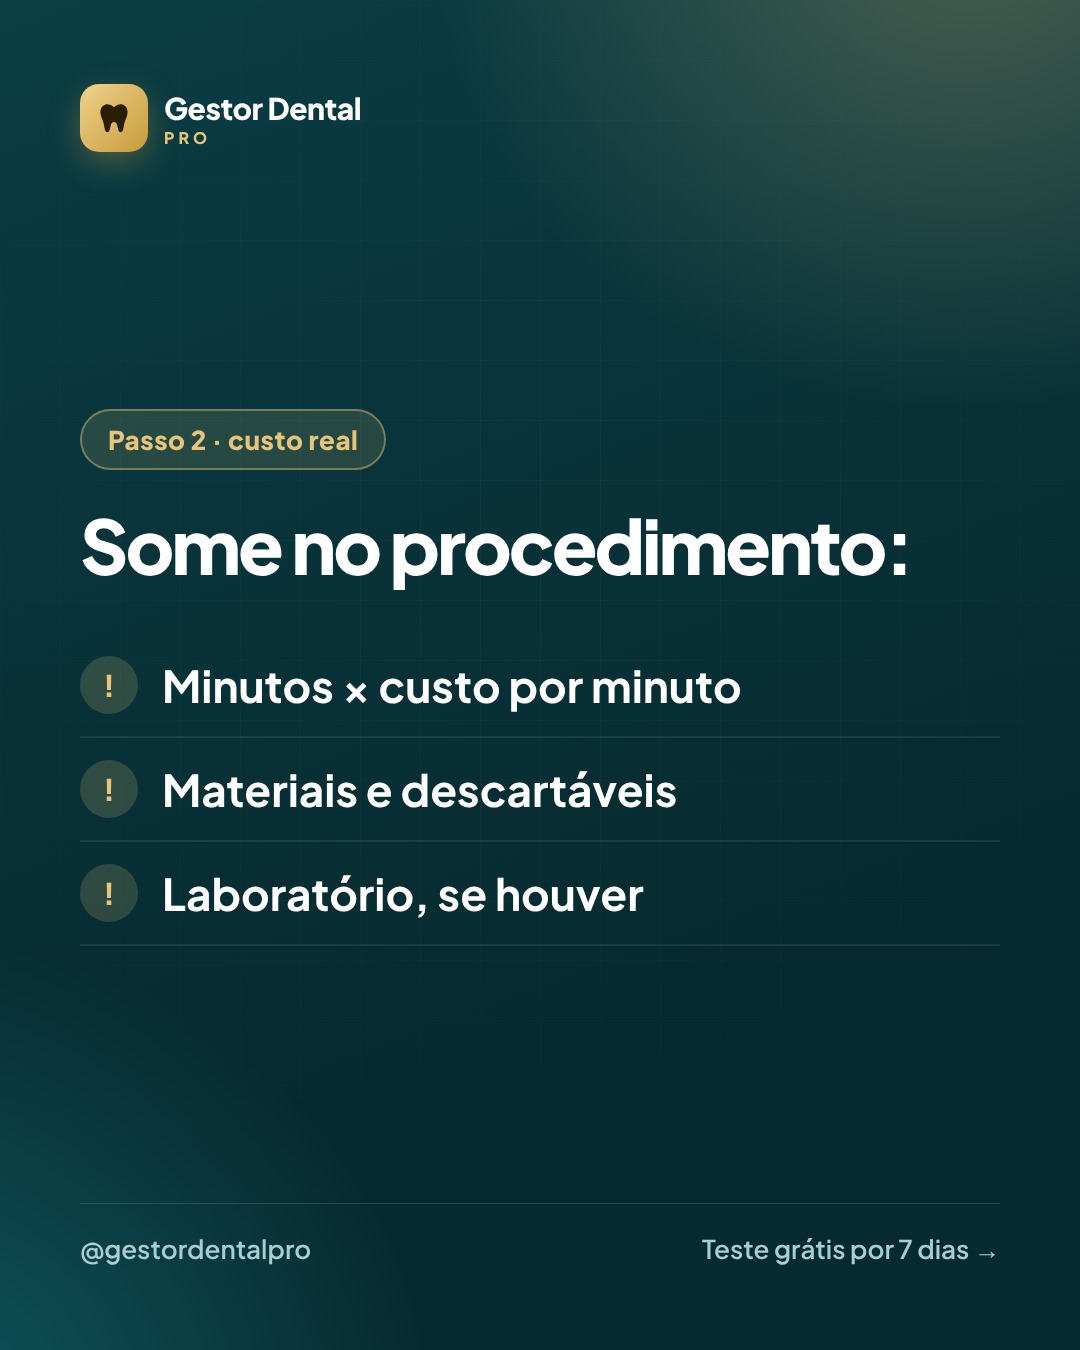 Gestor Dental
PRO
Passo 2 · custo real
Some no procedimento:
! Minutos × custo por minuto
! Materiais e descartáveis
! Laboratório, se houver
@gestordentalpro
Teste grátis por 7 dias →